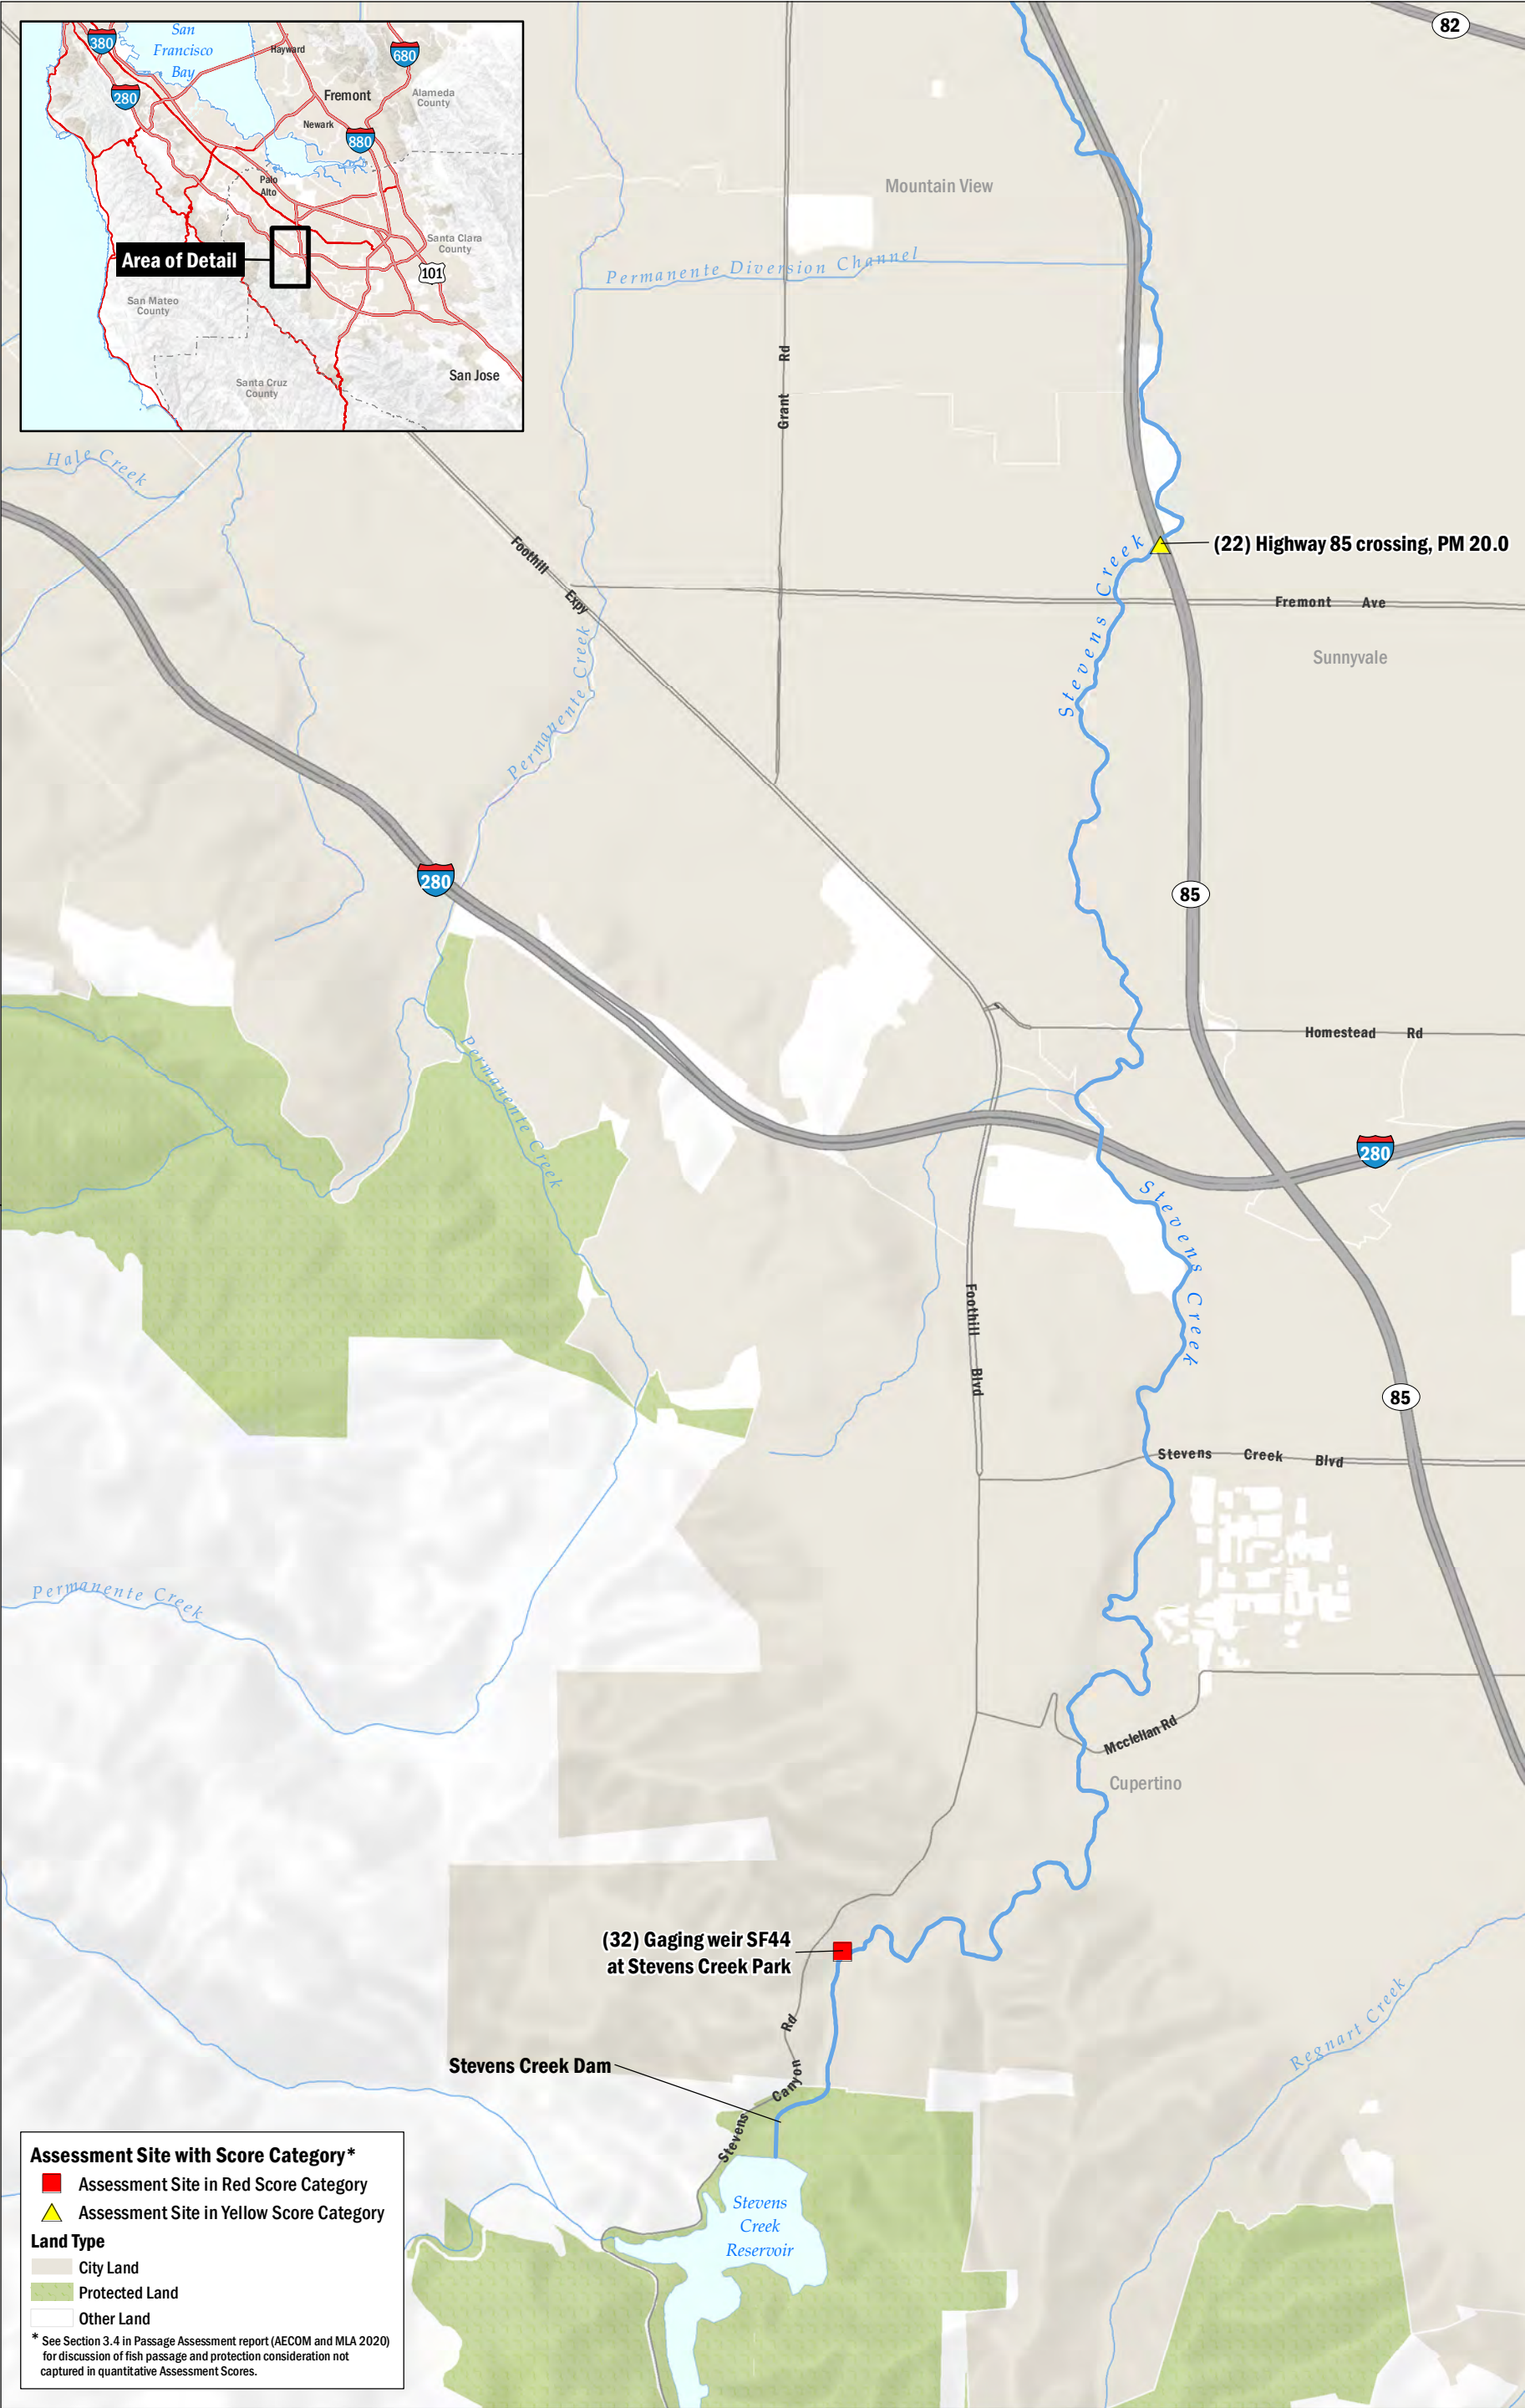 380
San
Francisco
Bay
Hayward
680
280
Fremont
Alameda
County
Newark
880
Palo
Alto
Area of Detail
Santa Clara
County
101
San Mateo
County
San Jose
Santa Cruz
County
82
Mountain View
Permanente Diversion Channel
Grant Rd
Hale Creek
Foothill Expy
Stevens Creek
(22) Highway 85 crossing, PM 20.0
Fremont Ave
Sunnyvale
Permanente Creek
280
85
Homestead Rd
Permanente Creek
280
Stevens Creek
Foothill Blvd
85
Stevens Creek Blvd
Permanente Creek
Mcclellan Rd
Cupertino
(32) Gaging weir SF44
at Stevens Creek Park
Regnart Creek
Stevens Creek Dam
Stevens Canyon Rd
Stevens
Creek
Reservoir
Assessment Site with Score Category*
Assessment Site in Red Score Category
Assessment Site in Yellow Score Category
Land Type
City Land
Protected Land
Other Land
* See Section 3.4 in Passage Assessment report (AECOM and MLA 2020)
for discussion of fish passage and protection consideration not
captured in quantitative Assessment Scores.